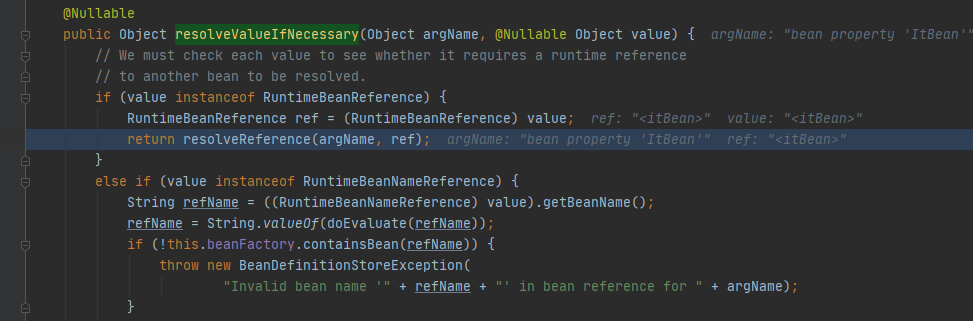 @Nullable
public Object resolveValueIfNecessary(Object argName, @Nullable Object value) { argName: "bean property 'ItBean'"
// We must check each value to see whether it requires a runtime reference
// to another bean to be resolved.
if (value instanceof RuntimeBeanReference) {
RuntimeBeanReference ref = (RuntimeBeanReference) value; ref: "<itBean>" value: "<itBean>"
return resolveReference(argName, ref); argName: "bean property 'ItBean'" ref: "<itBean>"
}
else if (value instanceof RuntimeBeanNameReference) {
String refName = ((RuntimeBeanNameReference) value).getBeanName();
refName = String.valueOf(doEvaluate(refName));
if (!this.beanFactory.containsBean(refName)) {
throw new BeanDefinitionStoreException(
"Invalid bean name '" + refName + "' in bean reference for " + argName);
}